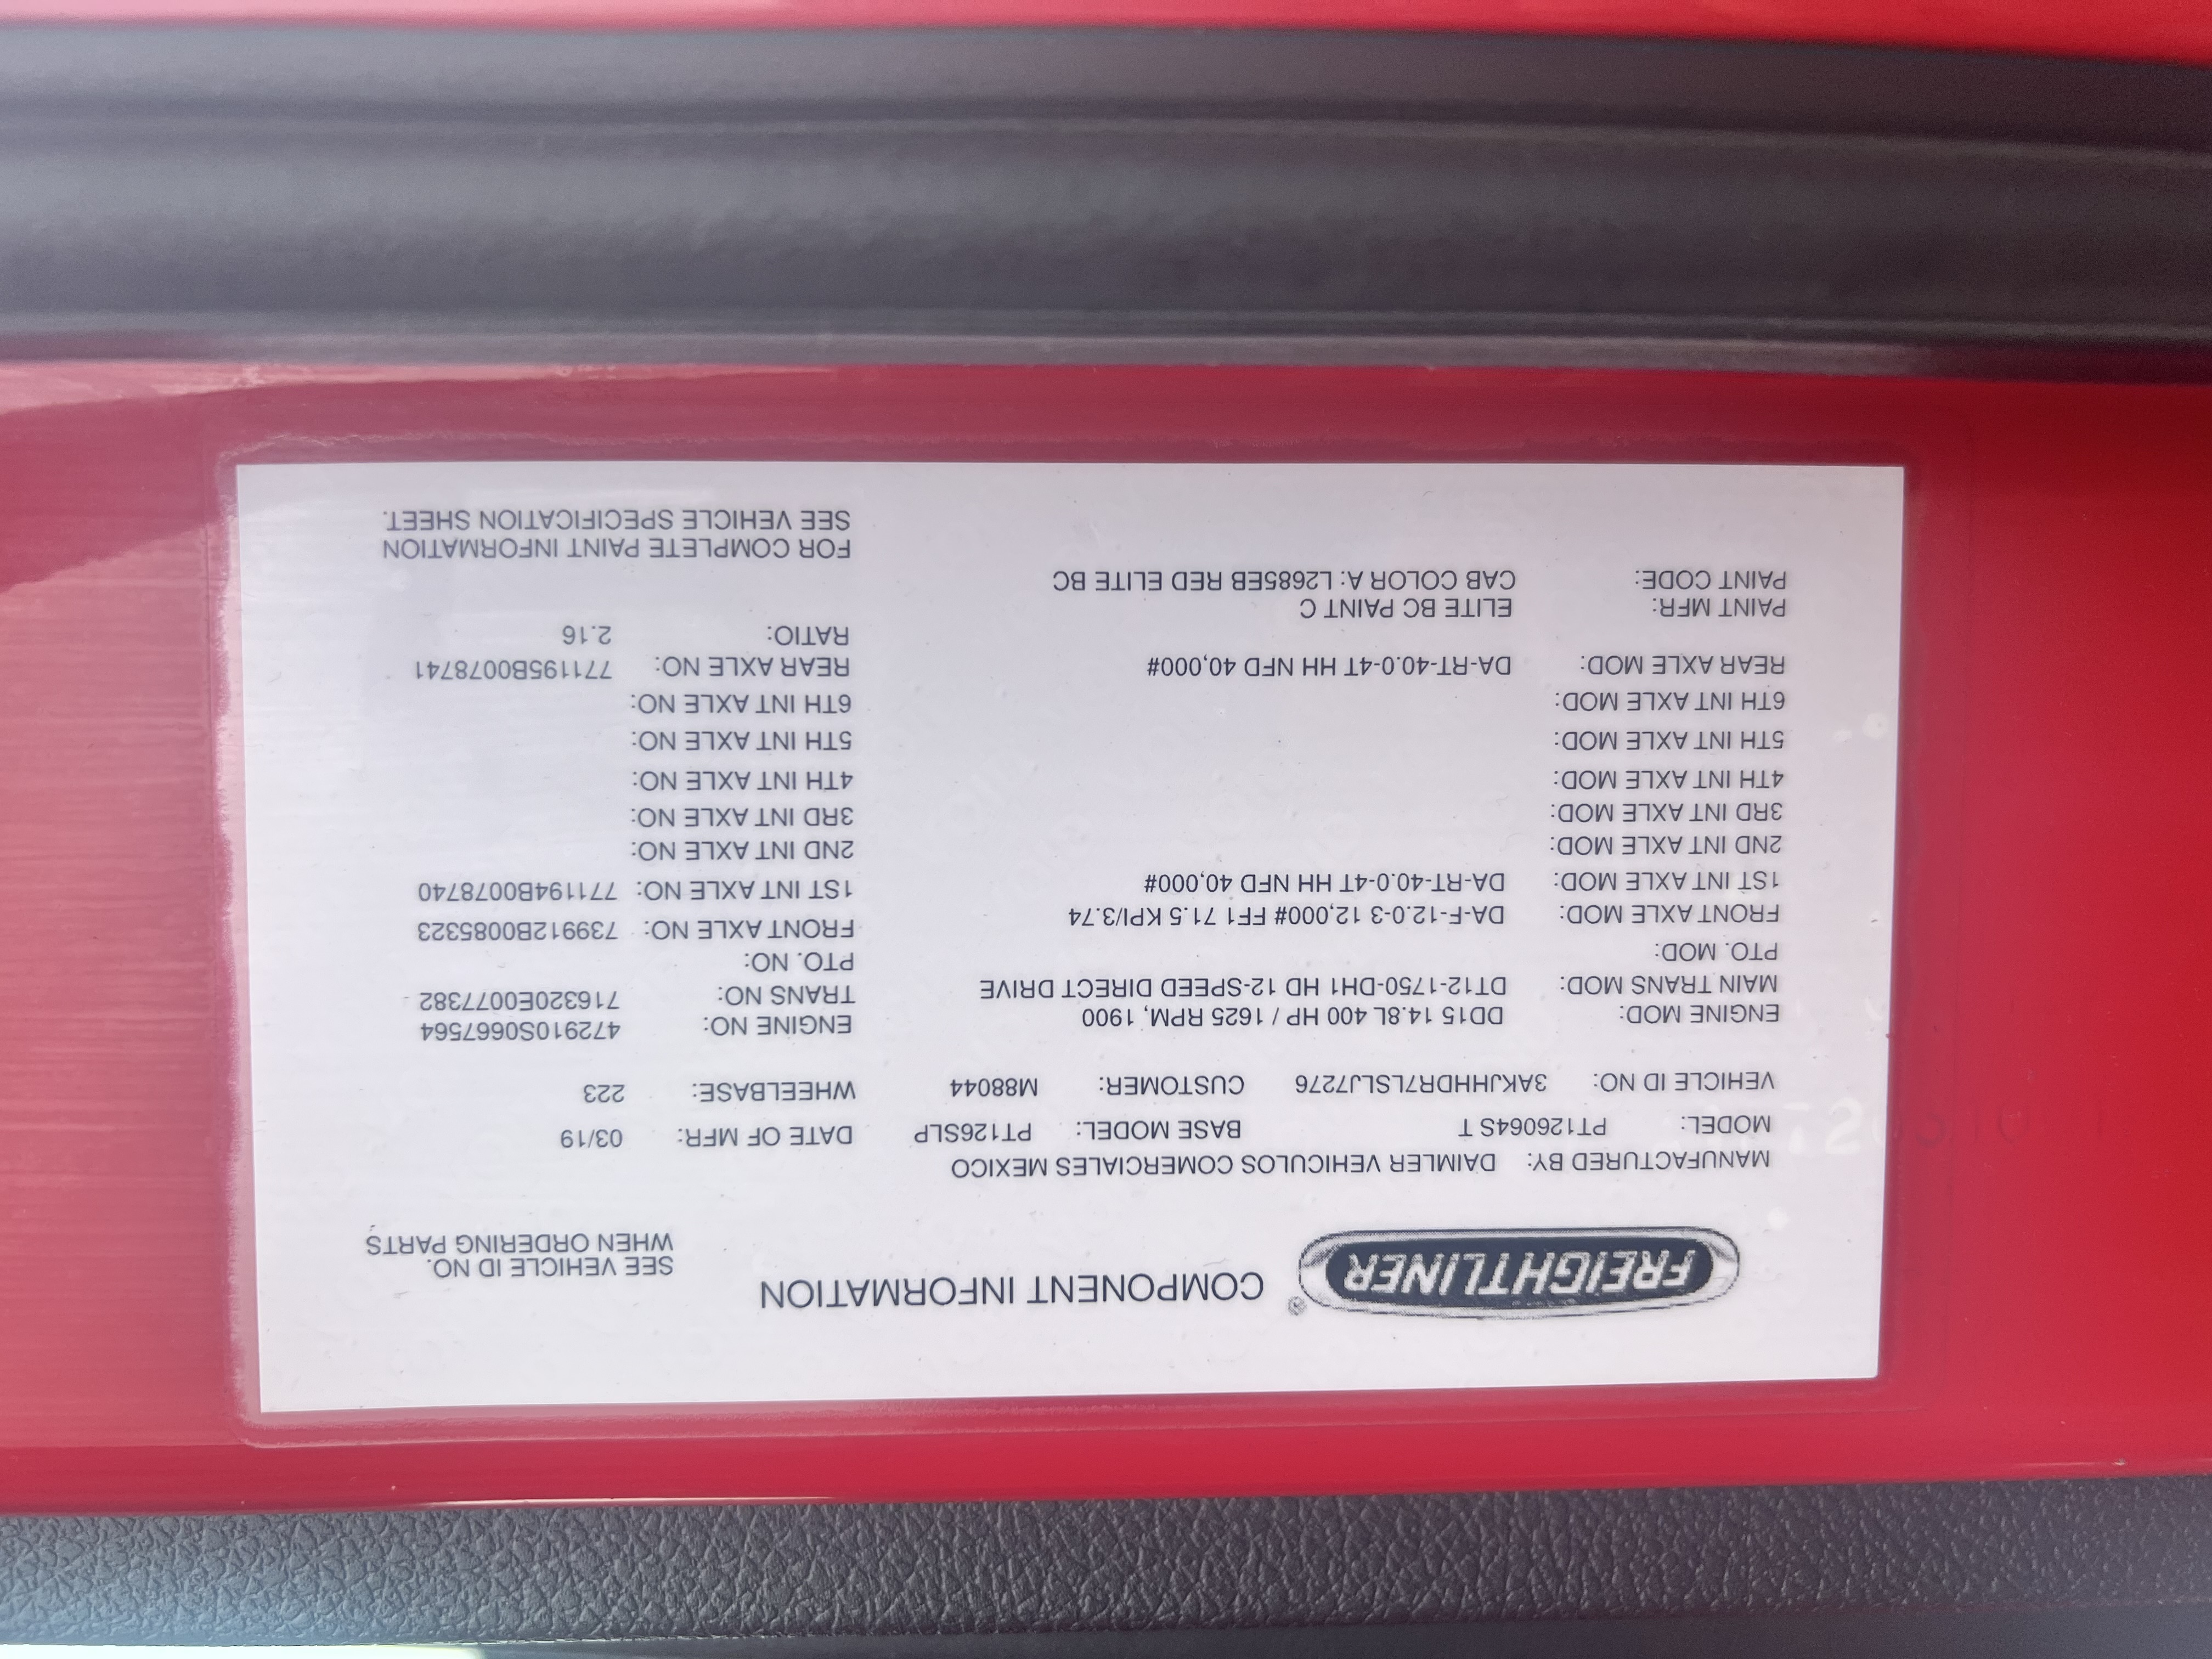 FREIGHTLINER® COMPONENT INFORMATION
SEE VEHICLE ID NO.
WHEN ORDERING PARTS
MANUFACTURED BY: DAIMLER VEHICULOS COMERCIALES MEXICO
MODEL: PT126064S T BASE MODEL: PT126SLP DATE OF MFR: 03/19
VEHICLE ID NO: 3AKJHHDR7LSLJ7276 CUSTOMER: M88044 WHEELBASE: 223
ENGINE MOD: DD15 14.8L 400 HP / 1625 RPM, 1900 ENGINE NO: 472910S0667564
MAIN TRANS MOD: DT12-1750-DH1 HD 12-SPEED DIRECT DRIVE TRANS NO: 716320E0077382
PTO. MOD: PTO. NO:
FRONT AXLE MOD: DA-F-12.0-3 12,000# FF1 71.5 KPI/3.74 FRONT AXLE NO: 739912B0085323
1ST INT AXLE MOD: DA-RT-40.0-4T HH NFD 40,000# 1ST INT AXLE NO: 771194B0078740
2ND INT AXLE MOD: 2ND INT AXLE NO:
3RD INT AXLE MOD: 3RD INT AXLE NO:
4TH INT AXLE MOD: 4TH INT AXLE NO:
5TH INT AXLE MOD: 5TH INT AXLE NO:
6TH INT AXLE MOD: 6TH INT AXLE NO:
REAR AXLE MOD: DA-RT-40.0-4T HH NFD 40,000# REAR AXLE NO: 771195B0078741
RATIO: 2.16
PAINT MFR: ELITE BC PAINT C
PAINT CODE: CAB COLOR A: L2685EB RED ELITE BC
FOR COMPLETE PAINT INFORMATION
SEE VEHICLE SPECIFICATION SHEET.